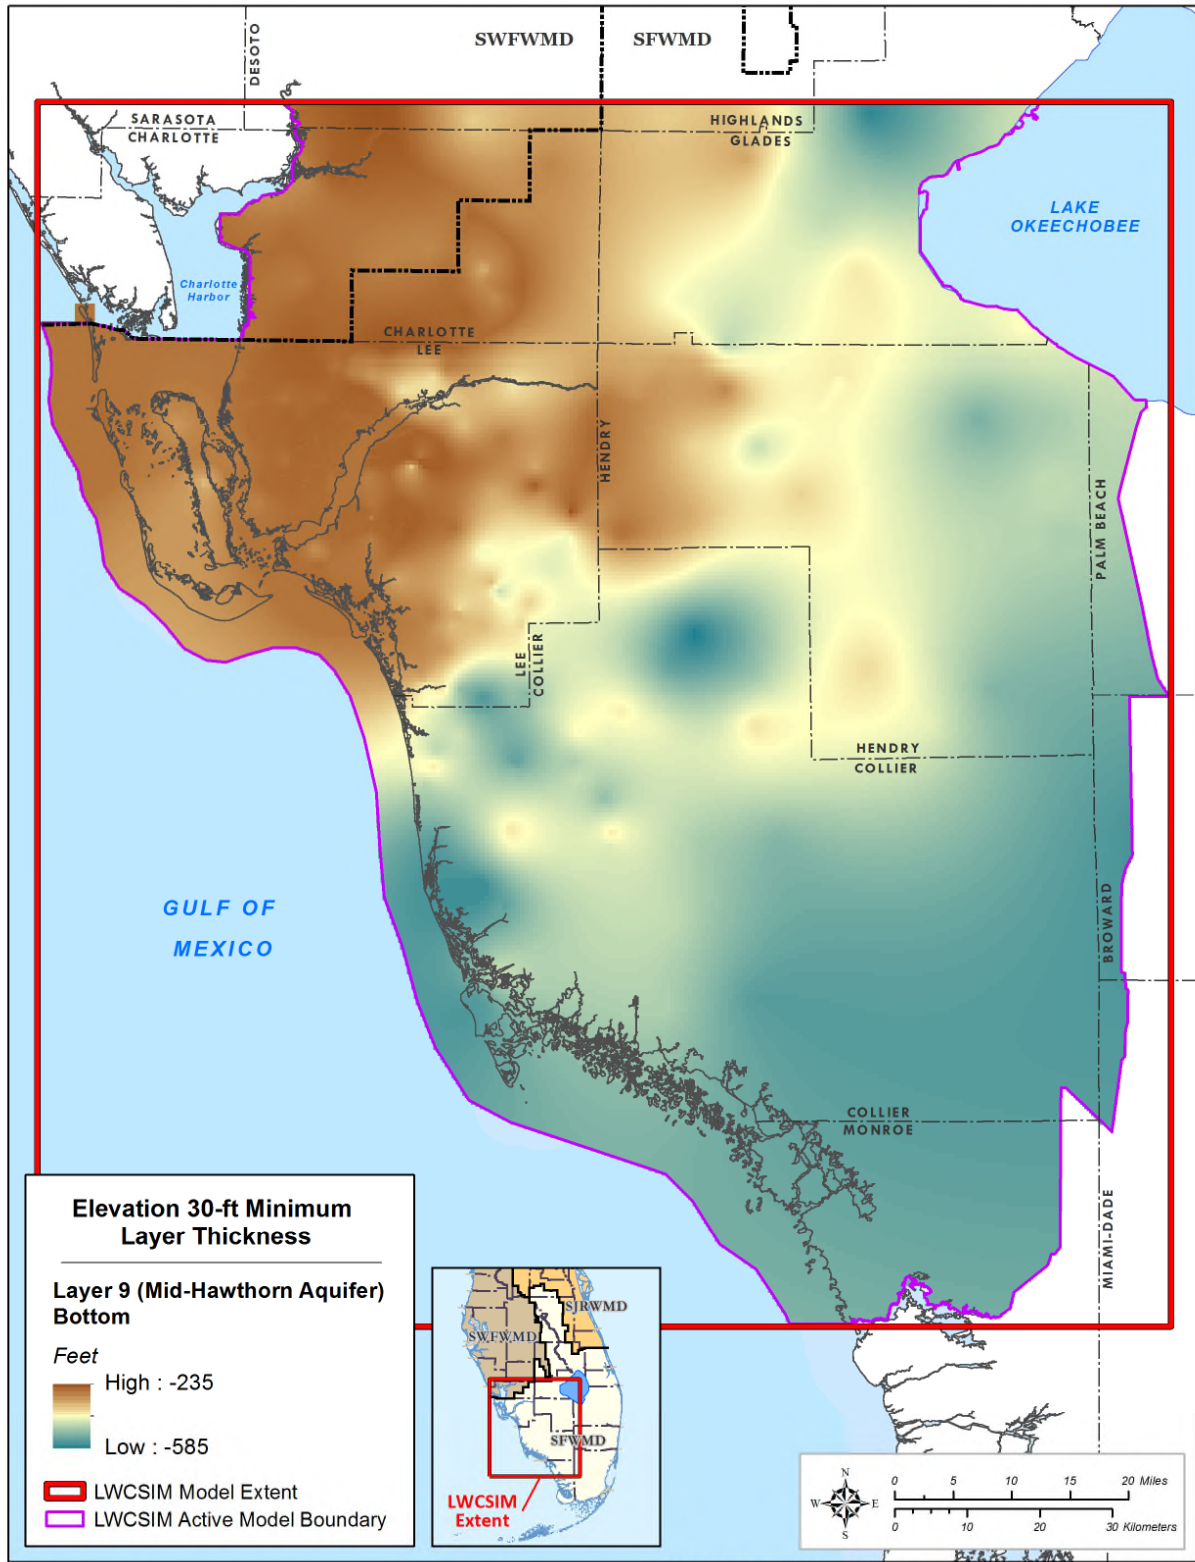 SWFWMD
SFWMD
DESOTO
SARASOTA
CHARLOTTE
HIGHLANDS
GLADES
LAKE
OKEECHOBEE
Charlotte
Harbor
CHARLOTTE
LEE
HENDRY
PALM BEACH
LEE
COLLIER
HENDRY
COLLIER
GULF OF
MEXICO
BROWARD
COLLIER
MONROE
MIAMI-DADE
Elevation 30-ft Minimum
Layer Thickness
Layer 9 (Mid-Hawthorn Aquifer)
Bottom
Feet
High : -235
Low : -585
LWCSIM Model Extent
LWCSIM Active Model Boundary
SJRWMD
SWFWMD
SFWMD
LWCSIM
Extent
N
W E
S
0 5 10 15 20 Miles
0 10 20 30 Kilometers